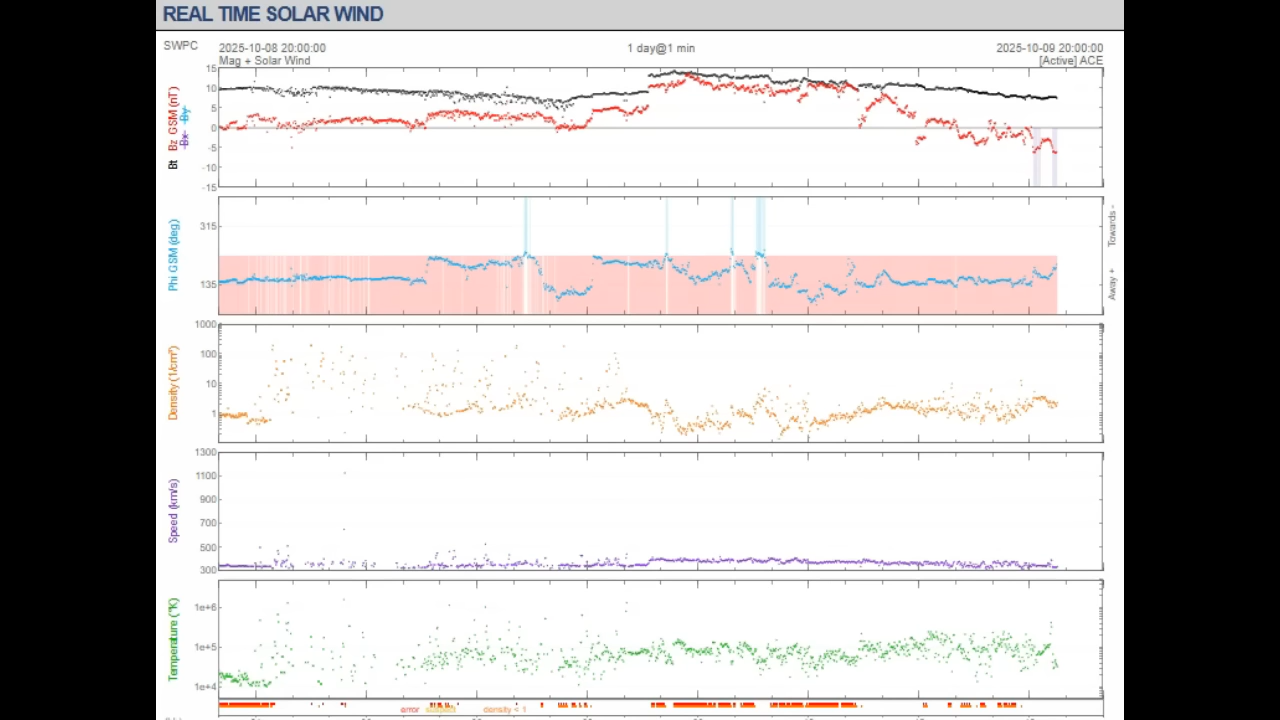 REAL TIME SOLAR WIND
SWPC
2025-10-08 20:00:00
1 day@1 min
2025-10-09 20:00:00
Mag + Solar Wind
[Active] ACE
Bt Bz GSM (nT)
Bx By
15
10
5
0
-5
-10
-15
Phi GSM (deg)
315
135
Towards -
Away +
Density (1/cm³)
1000
100
10
1
Speed (km/s)
1300
1100
900
700
500
300
Temperature (°K)
1e+6
1e+5
1e+4
error suspect density < 1